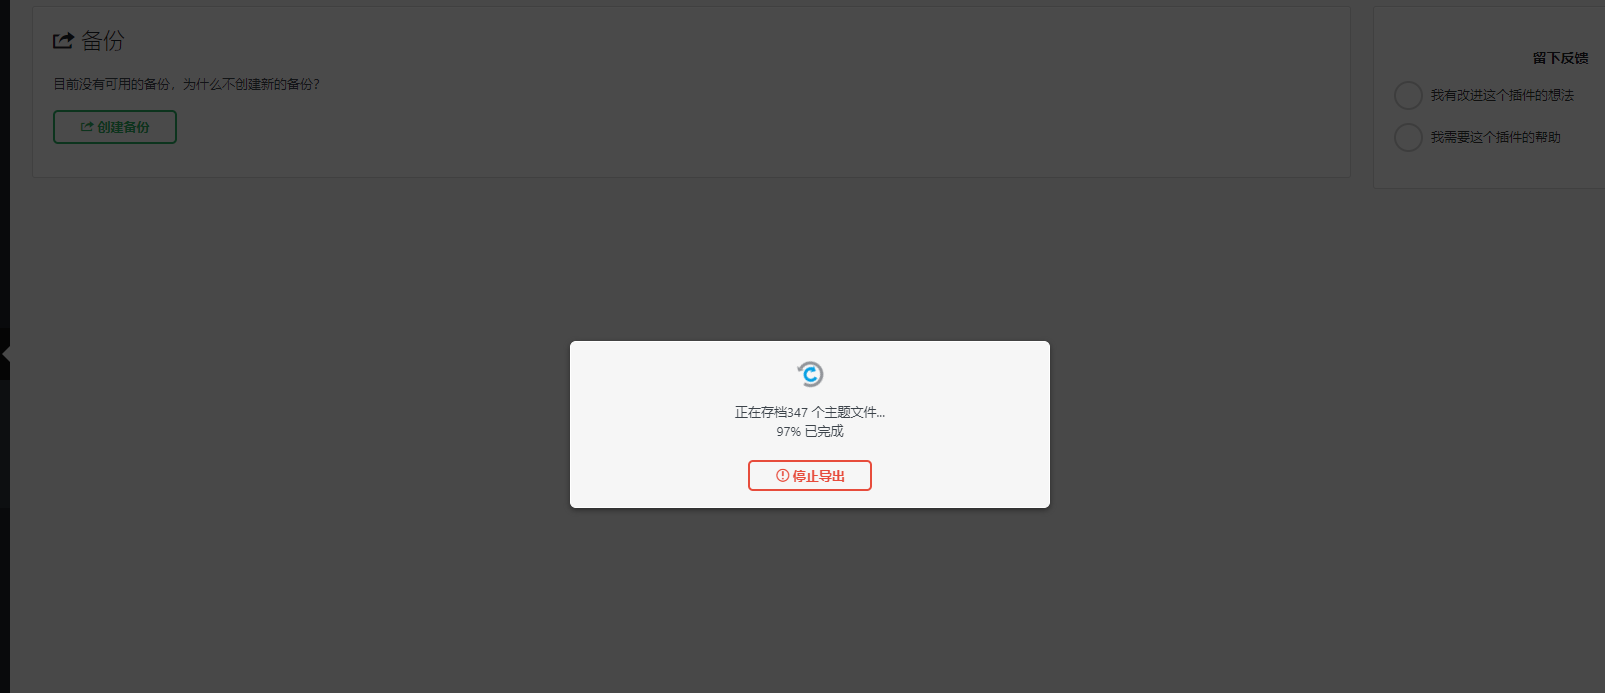 备份
目前没有可用的备份，为什么不创建新的备份？
创建备份
留下反馈
我有改进这个插件的想法
我需要这个插件的帮助
正在存档347 个主题文件...
97% 已完成
停止导出